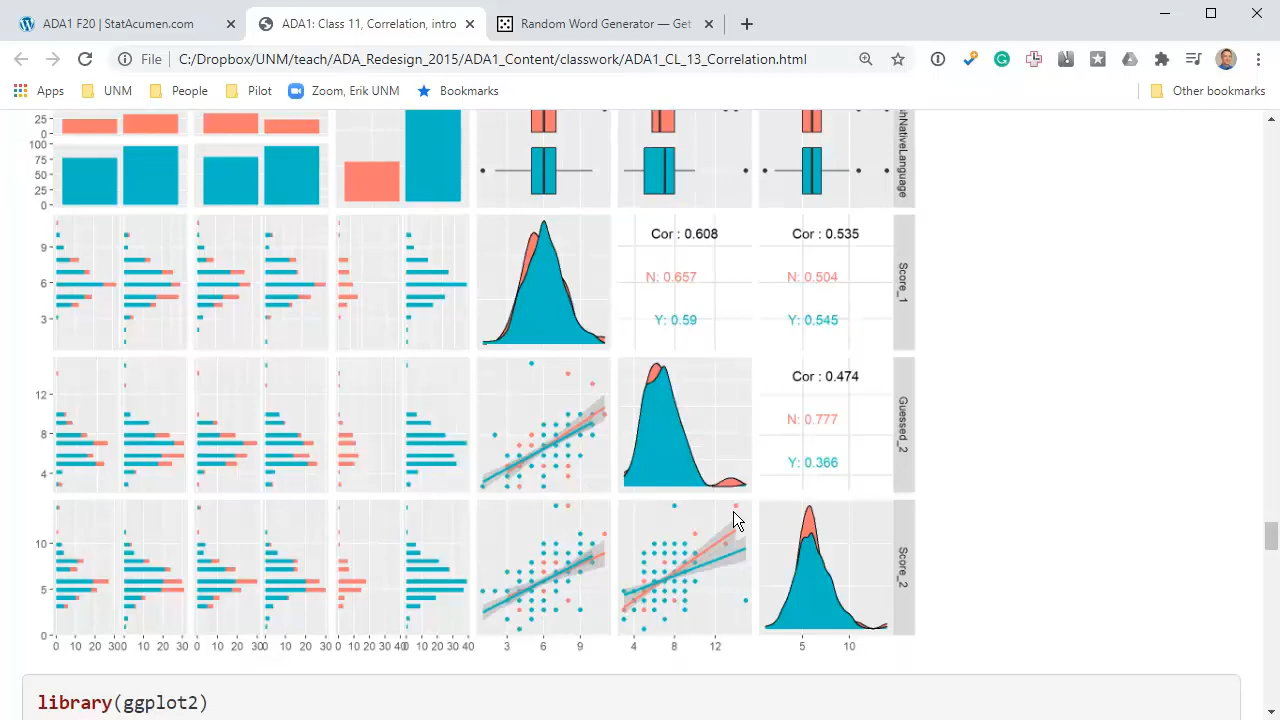 ADA1 F20 | StatAcumen.com
ADA1: Class 11, Correlation, intro
Random Word Generator — Get
File
C:/Dropbox/UNM/teach/ADA_Redesign_2015/ADA1_Content/classwork/ADA1_CL_13_Correlation.html
Apps
UNM
People
Pilot
Zoom, Erik UNM
Bookmarks
Other bookmarks
25
0
100
75
50
25
0
shNativeLanguage
9
6
3
Cor : 0.608
N: 0.657
Y: 0.59
Cor : 0.535
N: 0.504
Y: 0.545
Score_1
12
8
4
Cor : 0.474
N: 0.777
Y: 0.366
Guessed_2
10
5
0
Score_2
0 10 20 30 0 10 20 30 0 10 20 30 0 10 20 30 0 10 20 30 40 0 10 20 30 40 3 6 9 4 8 12 5 10
library(ggplot2)